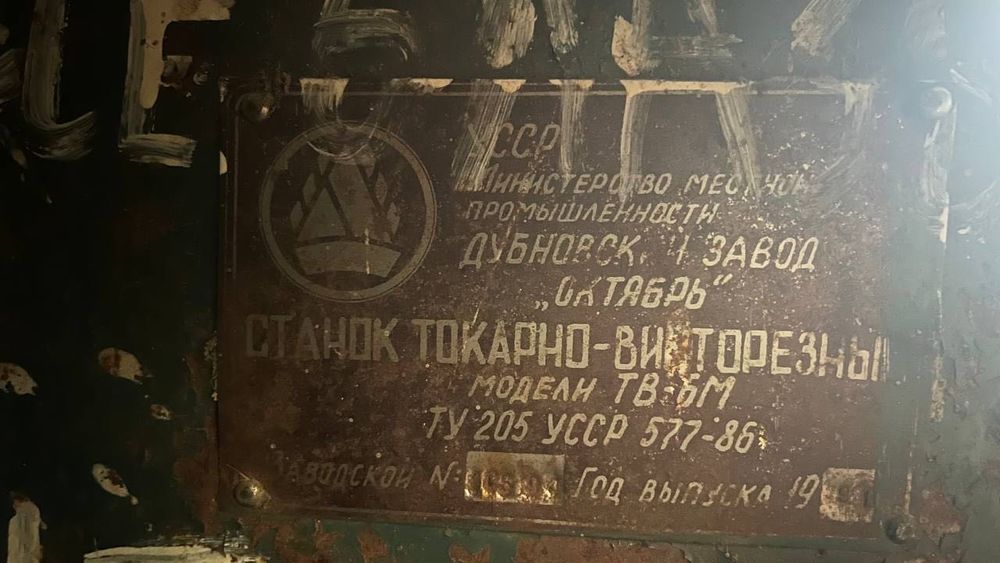 УССР
Министерство местной
промышленности
Дубновский завод
„Октябрь“
Станок токарно-винторезный
модели ТВ-6М
ТУ 205 УССР 577-86
Заводской № Год выпуска 19